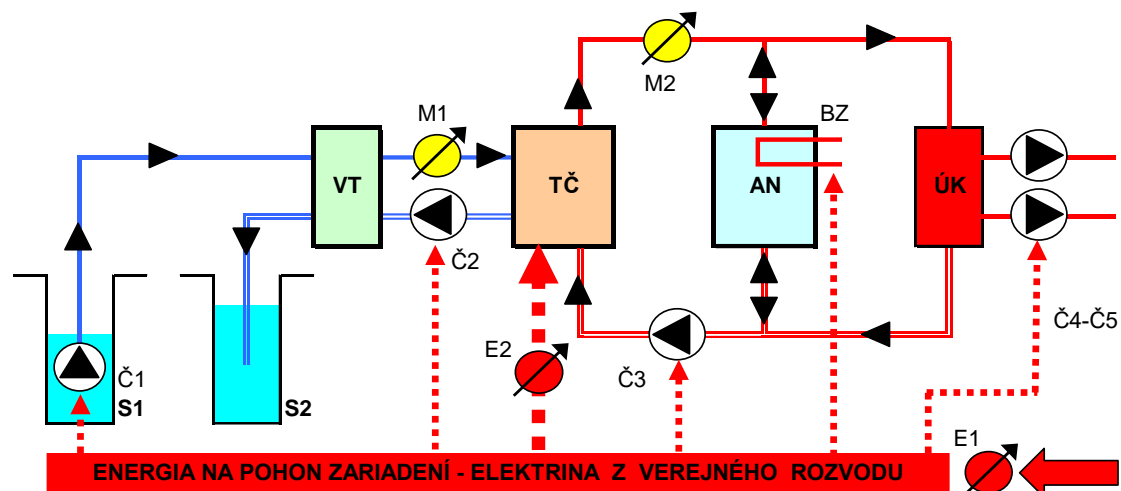 M2
M1
BZ
VT
TČ
AN
ÚK
Č2
Č4-Č5
E2
Č3
Č1
S1
S2
E1
ENERGIA NA POHON ZARIADENÍ - ELEKTRINA Z VEREJNÉHO ROZVODU